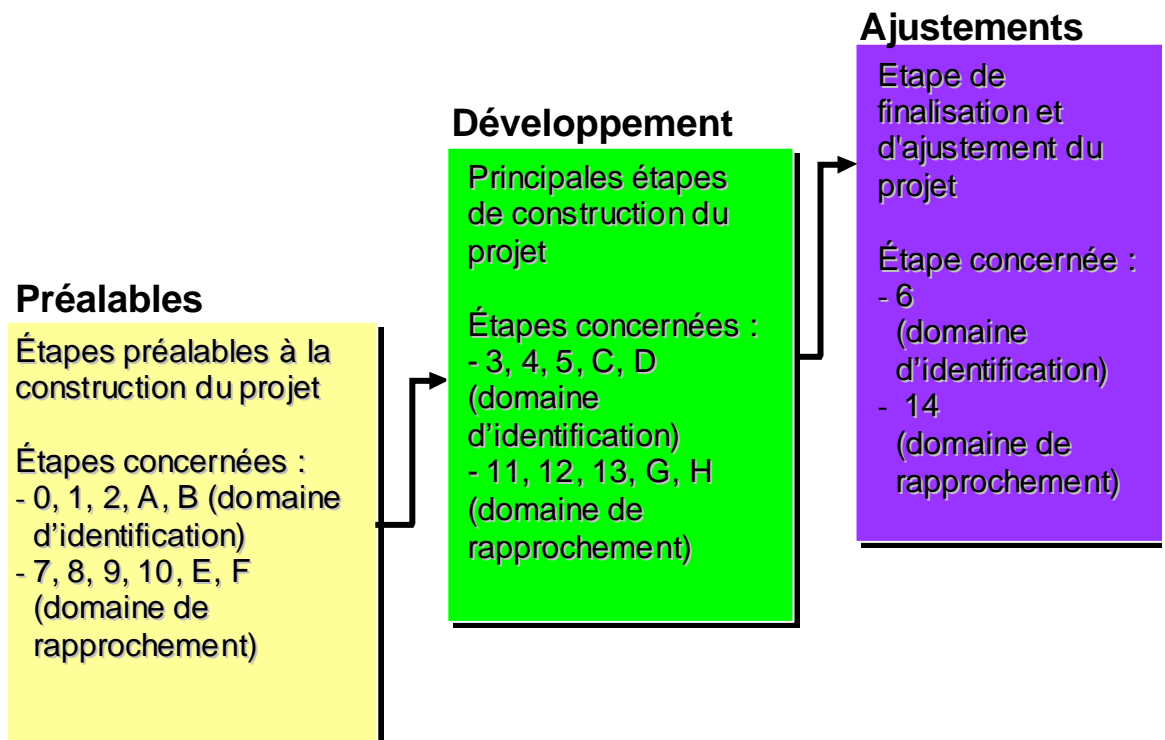 Préalables
Étapes préalables à la
construction du projet
Étapes concernées :
- 0, 1, 2, A, B (domaine
d’identification)
- 7, 8, 9, 10, E, F
(domaine de
rapprochement)
Développement
Principales étapes
de construction du
projet
Étapes concernées :
- 3, 4, 5, C, D
(domaine
d’identification)
- 11, 12, 13, G, H
(domaine de
rapprochement)
Ajustements
Etape de
finalisation et
d'ajustement du
projet
Étape concernée :
- 6
(domaine
d’identification)
- 14
(domaine de
rapprochement)